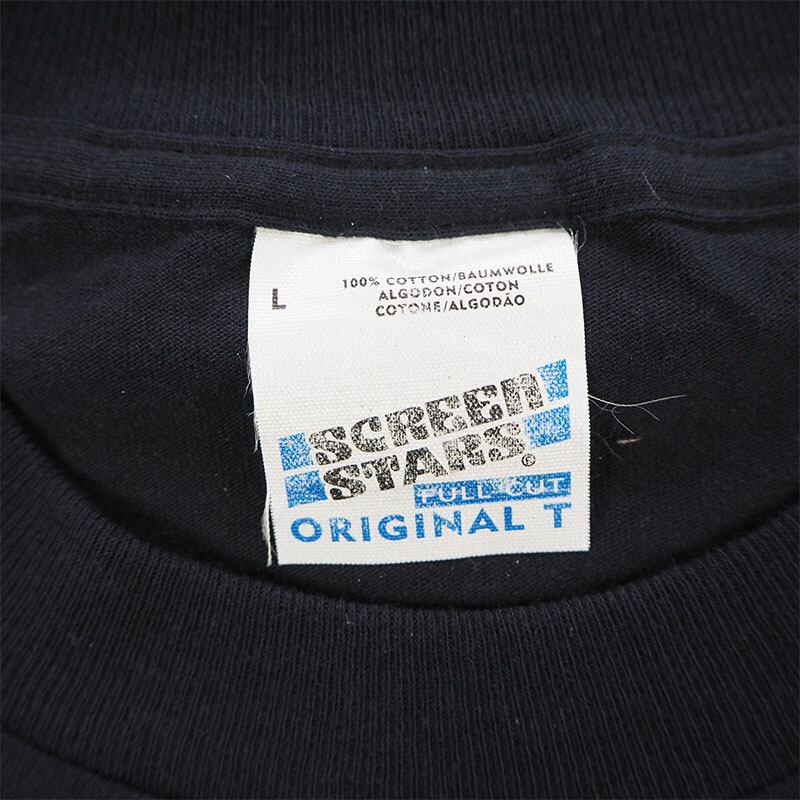 L
100% COTTON/BAUMWOLLE
ALGODON/COTON
COTONE/ALGODÃO
SCREEN
STARS®
FULL CUT
ORIGINAL T